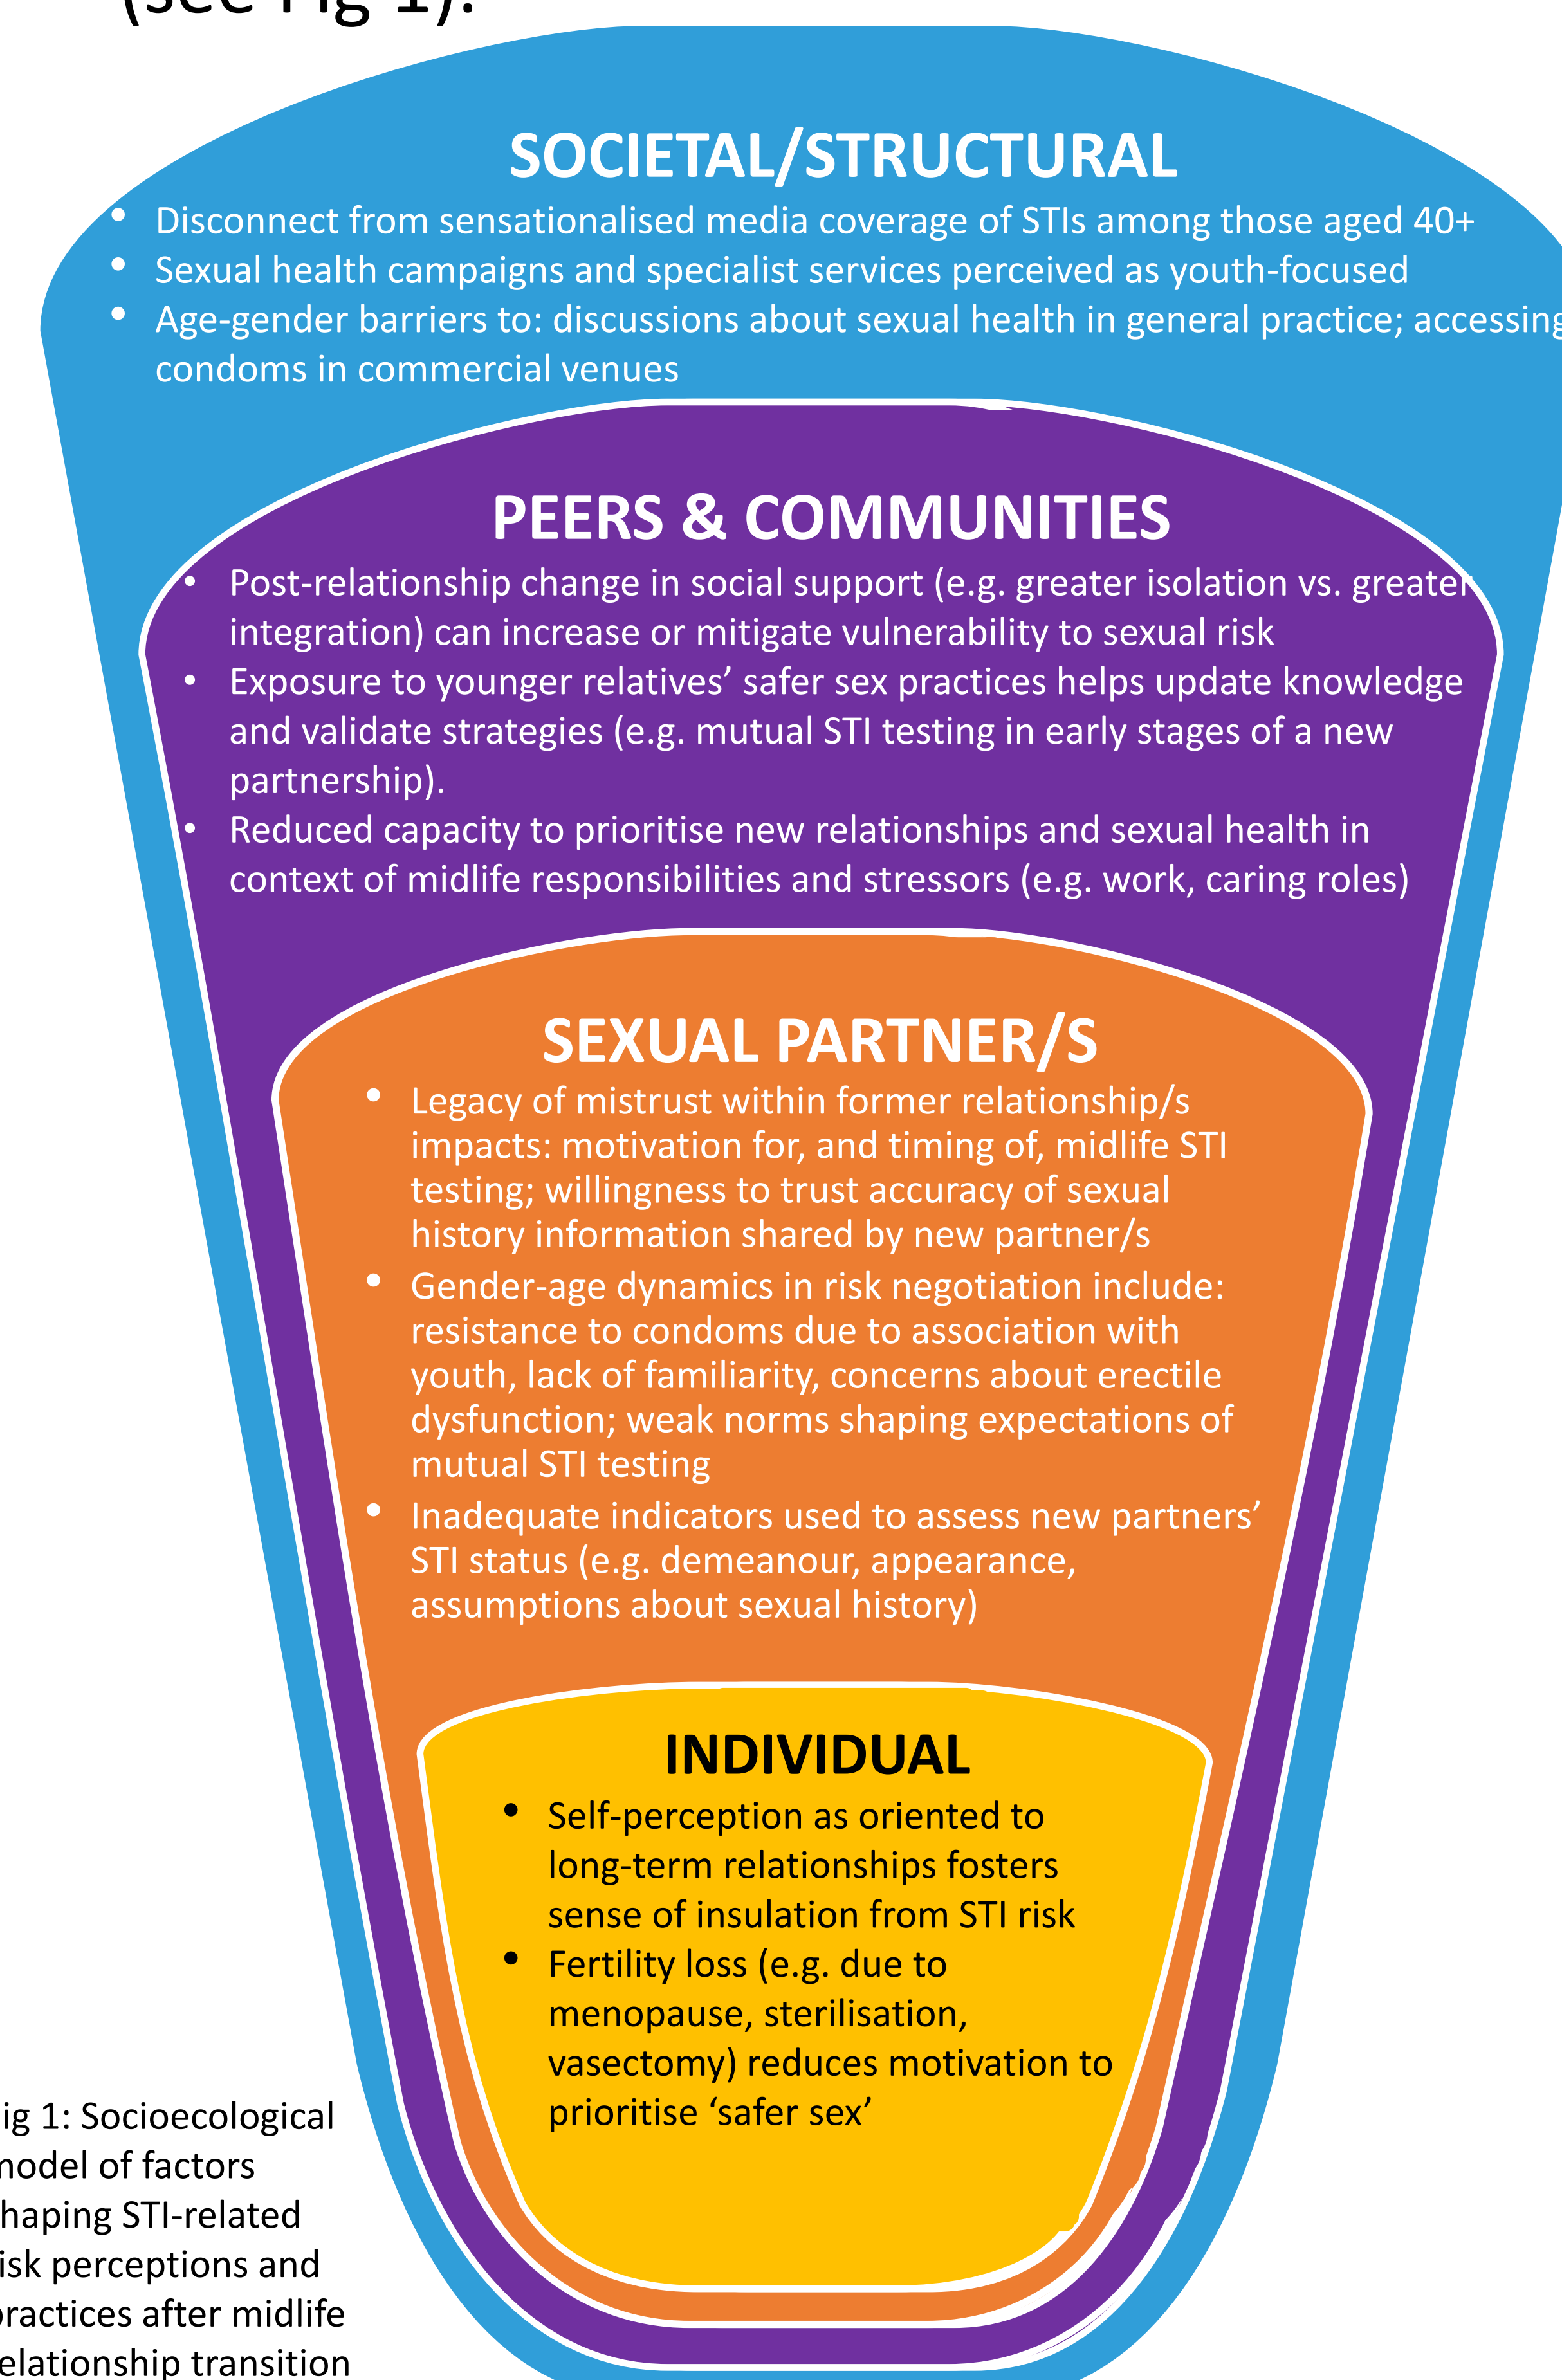 (see Fig 1).
SOCIETAL/STRUCTURAL
• Disconnect from sensationalised media coverage of STIs among those aged 40+
• Sexual health campaigns and specialist services perceived as youth-focused
• Age-gender barriers to: discussions about sexual health in general practice; accessing
condoms in commercial venues
PEERS & COMMUNITIES
• Post-relationship change in social support (e.g. greater isolation vs. greater
integration) can increase or mitigate vulnerability to sexual risk
• Exposure to younger relatives’ safer sex practices helps update knowledge
and validate strategies (e.g. mutual STI testing in early stages of a new
partnership).
• Reduced capacity to prioritise new relationships and sexual health in
context of midlife responsibilities and stressors (e.g. work, caring roles)
SEXUAL PARTNER/S
• Legacy of mistrust within former relationship/s
impacts: motivation for, and timing of, midlife STI
testing; willingness to trust accuracy of sexual
history information shared by new partner/s
• Gender-age dynamics in risk negotiation include:
resistance to condoms due to association with
youth, lack of familiarity, concerns about erectile
dysfunction; weak norms shaping expectations of
mutual STI testing
• Inadequate indicators used to assess new partners’
STI status (e.g. demeanour, appearance,
assumptions about sexual history)
INDIVIDUAL
• Self-perception as oriented to
long-term relationships fosters
sense of insulation from STI risk
• Fertility loss (e.g. due to
menopause, sterilisation,
vasectomy) reduces motivation to
prioritise ‘safer sex’
ig 1: Socioecological
model of factors
haping STI-related
isk perceptions and
practices after midlife
elationship transition